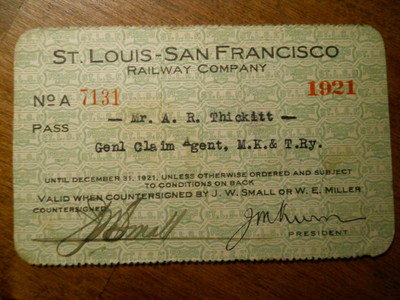 ST. LOUIS-SAN FRANCISCO
RAILWAY COMPANY
1921
No A 7131
PASS — Mr. A. R. Thickitt —
Genl Claim Agent, M.K.& T.Ry.
UNTIL DECEMBER 31, 1921, UNLESS OTHERWISE ORDERED AND SUBJECT
TO CONDITIONS ON BACK
VALID WHEN COUNTERSIGNED BY J. W. SMALL OR W. E. MILLER
COUNTERSIGNED
JW Small
PRESIDENT